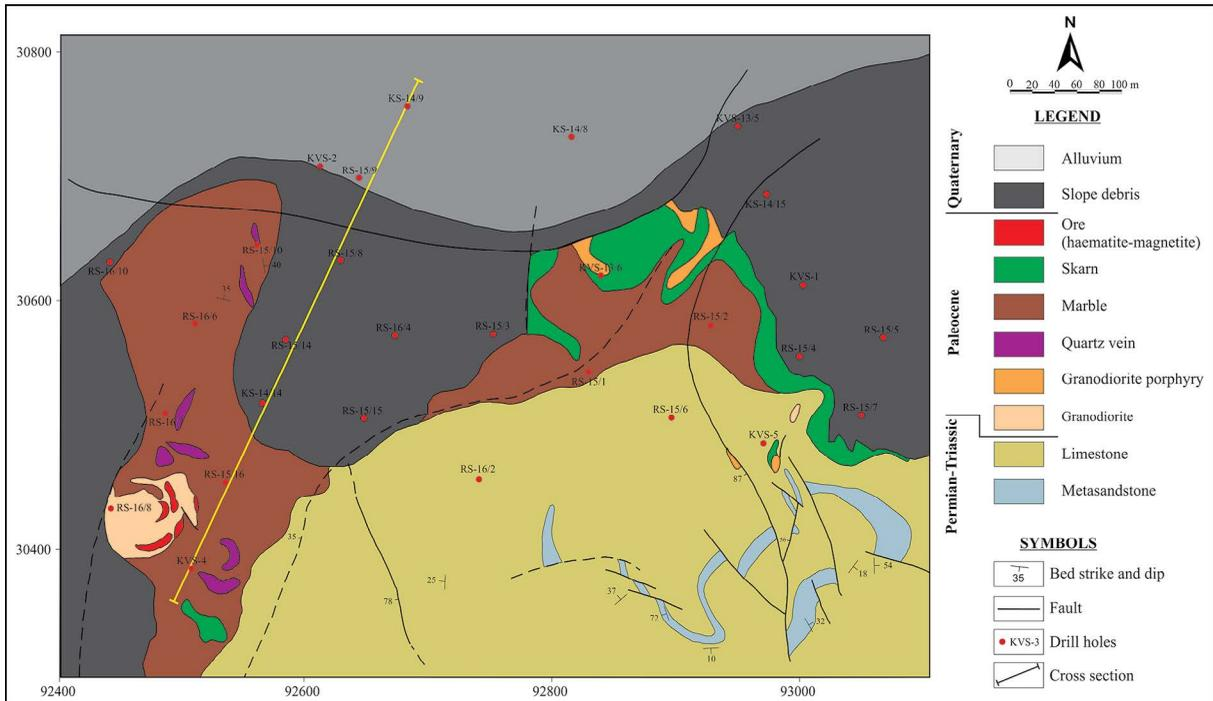 30800
30600
30400
92400
92600
92800
93000
KS-14/9
KS-14/8
KVS-13/5
KVS-2
RS-15/9
KS-14/15
RS-15/10
RS-15/8
RS-16/10
40
KVS-13/6
KVS-1
15
RS-16/6
RS-16/4
RS-15/3
RS-15/2
RS-15/5
RS-15/14
RS-15/4
RS-15/1
KS-14/14
RS-16
RS-15/15
RS-15/6
RS-15/7
KVS-5
RS-15/16
RS-16/2
87
RS-16/8
35
KVS-4
25
78
37
72
10
18
54
32
N
0 20 40 60 80 100 m
LEGEND
Quaternary
Alluvium
Slope debris
Paleocene
Ore
(haematite-magnetite)
Skarn
Marble
Quartz vein
Granodiorite porphyry
Granodiorite
Permian-Triassic
Limestone
Metasandstone
SYMBOLS
35
Bed strike and dip
Fault
KVS-3
Drill holes
Cross section